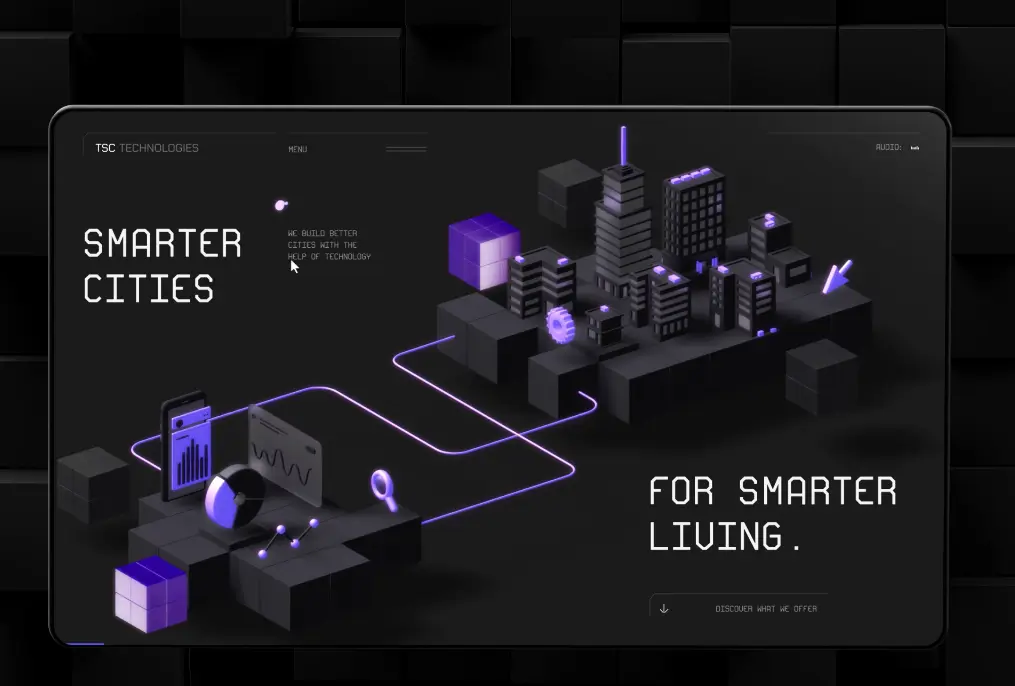 TSC TECHNOLOGIES
MENU
AUDIO:
SMARTER
CITIES
WE BUILD BETTER
CITIES WITH THE
HELP OF TECHNOLOGY
FOR SMARTER
LIVING.
DISCOVER WHAT WE OFFER